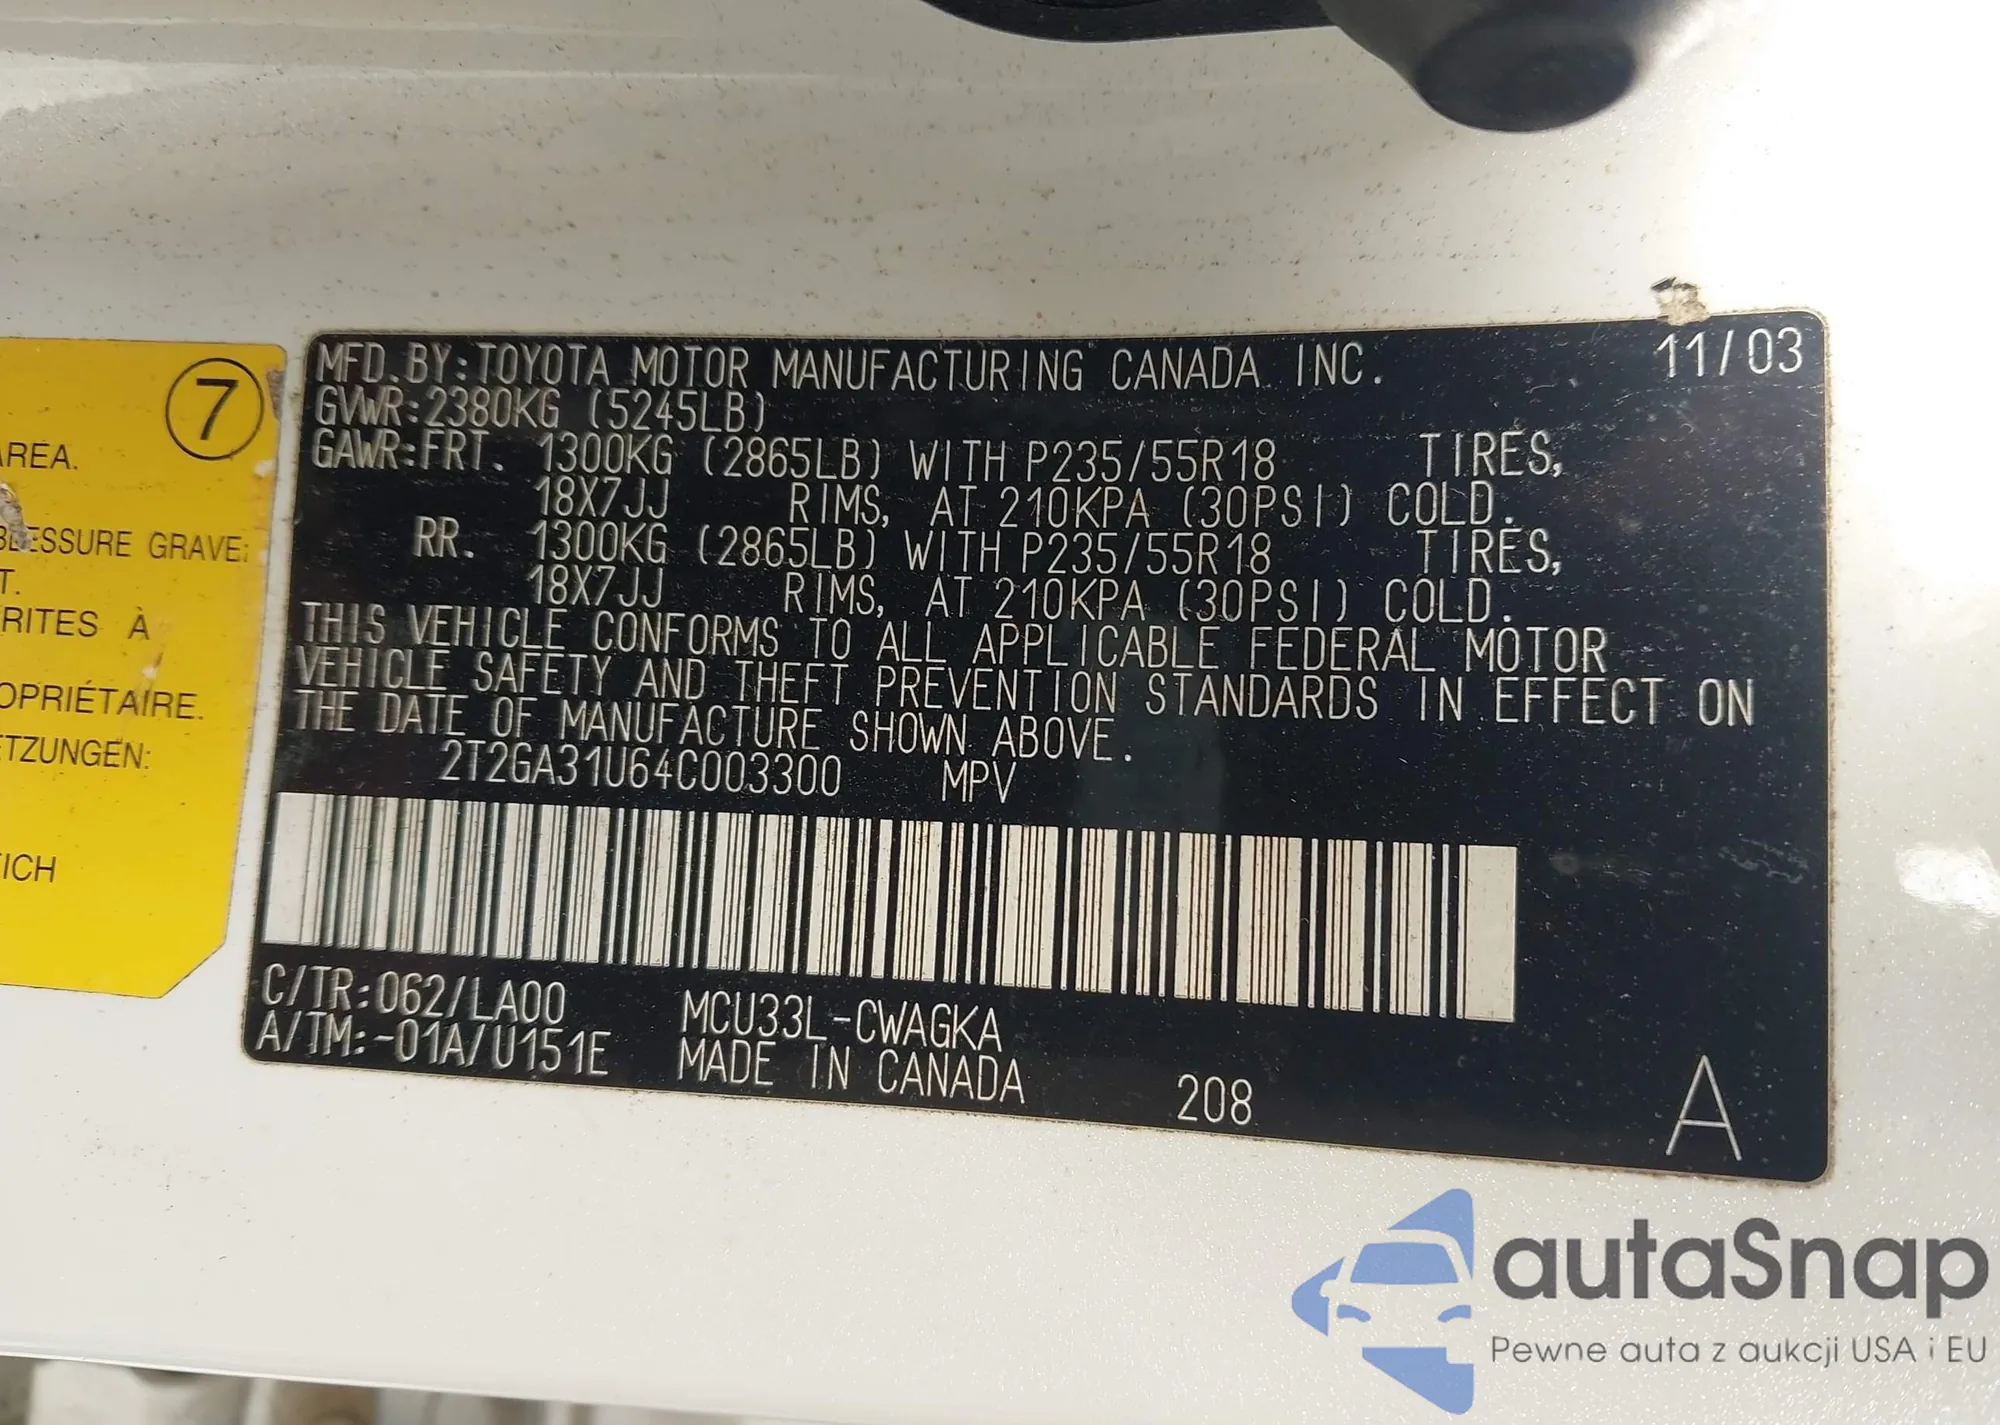 7
AREA.
BLESSURE GRAVE;
T.
RITES À
OPRIÉTAIRE.
ETZUNGEN:
EICH
MFD. BY: TOYOTA MOTOR MANUFACTURING CANADA INC. 11/03
GVWR: 2380KG (5245LB)
GAWR: FRT. 1300KG (2865LB) WITH P235/55R18 TIRES,
18X7JJ RIMS, AT 210KPA (30PSI) COLD.
RR. 1300KG (2865LB) WITH P235/55R18 TIRES,
18X7JJ RIMS, AT 210KPA (30PSI) COLD.
THIS VEHICLE CONFORMS TO ALL APPLICABLE FEDERAL MOTOR
VEHICLE SAFETY AND THEFT PREVENTION STANDARDS IN EFFECT ON
THE DATE OF MANUFACTURE SHOWN ABOVE.
2T2GA31U64C003300 MPV
C/TR: 062/LA00 MCU33L-CWAGKA
A/TM: -01A/U151E MADE IN CANADA 208 A
autaSnap
Pewne auta z aukcji USA i EU